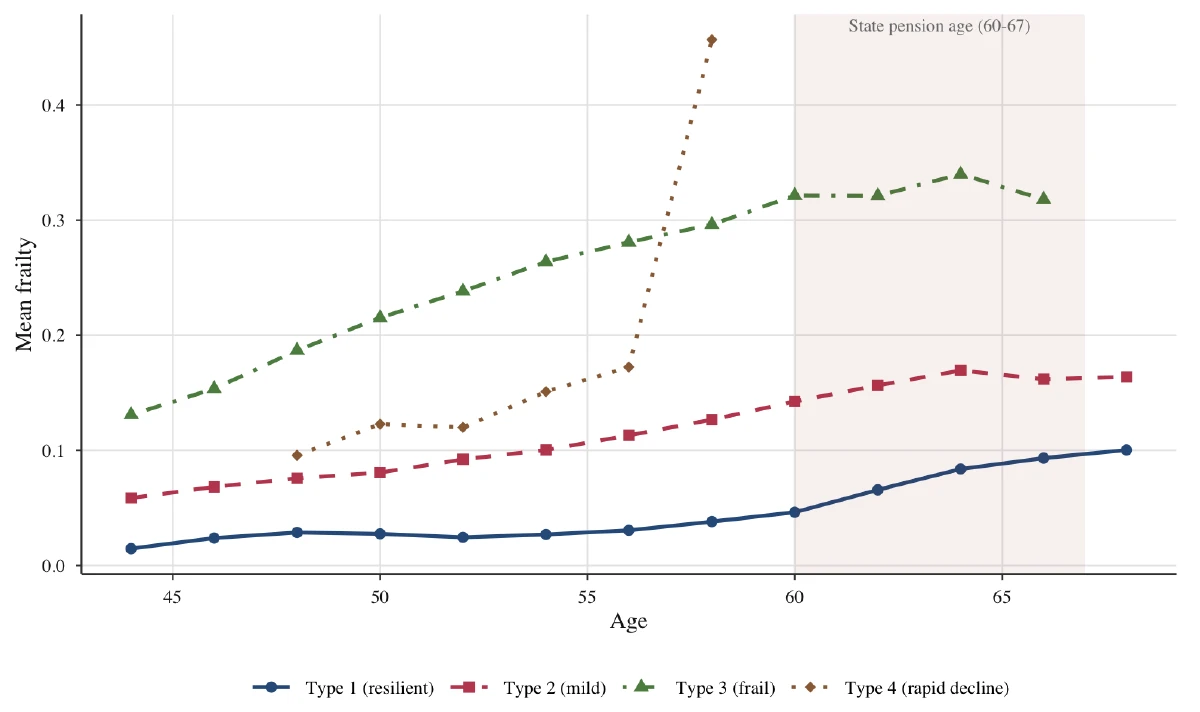 State pension age (60-67)
0.4
0.3
0.2
0.1
0.0
Mean frailty
45 50 55 60 65
Age
Type 1 (resilient) Type 2 (mild) Type 3 (frail) Type 4 (rapid decline)